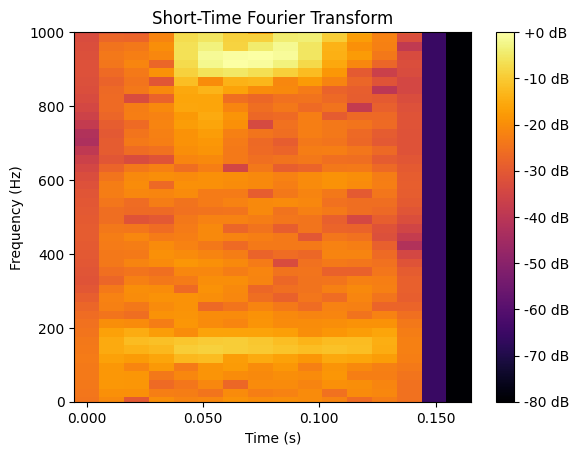 Short-Time Fourier Transform
1000
800
600
400
200
0
Frequency (Hz)
0.000
0.050
0.100
0.150
Time (s)
+0 dB
-10 dB
-20 dB
-30 dB
-40 dB
-50 dB
-60 dB
-70 dB
-80 dB